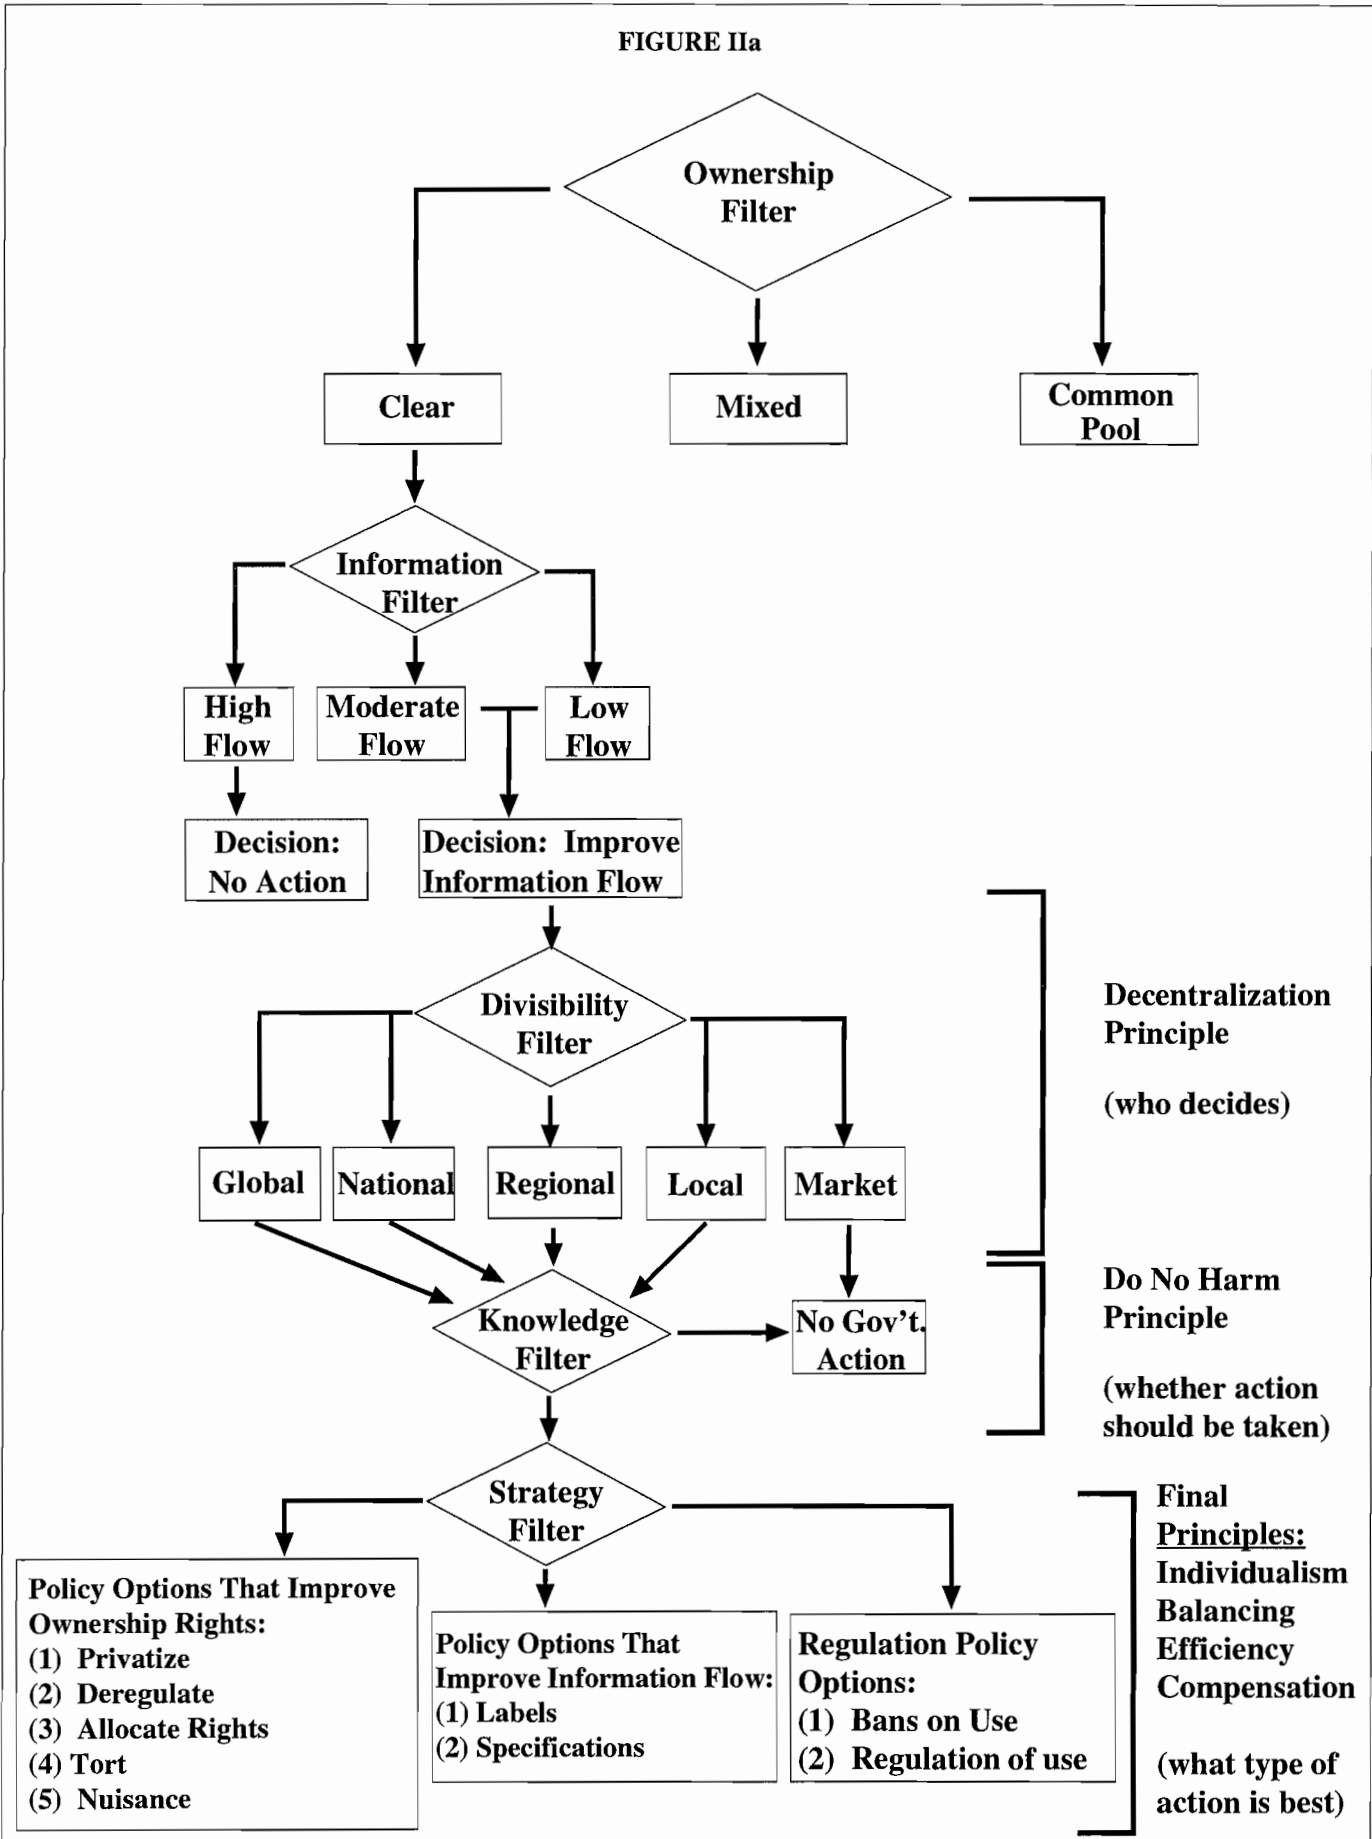 FIGURE IIa
Ownership
Filter
Clear
Mixed
Common
Pool
Information
Filter
High
Flow
Moderate
Flow
Low
Flow
Decision:
No Action
Decision: Improve
Information Flow
Divisibility
Filter
Decentralization
Principle
(who decides)
Global
National
Regional
Local
Market
Knowledge
Filter
No Gov't.
Action
Do No Harm
Principle
(whether action
should be taken)
Strategy
Filter
Policy Options That Improve
Ownership Rights:
(1) Privatize
(2) Deregulate
(3) Allocate Rights
(4) Tort
(5) Nuisance
Policy Options That
Improve Information Flow:
(1) Labels
(2) Specifications
Regulation Policy
Options:
(1) Bans on Use
(2) Regulation of use
Final
Principles:
Individualism
Balancing
Efficiency
Compensation
(what type of
action is best)